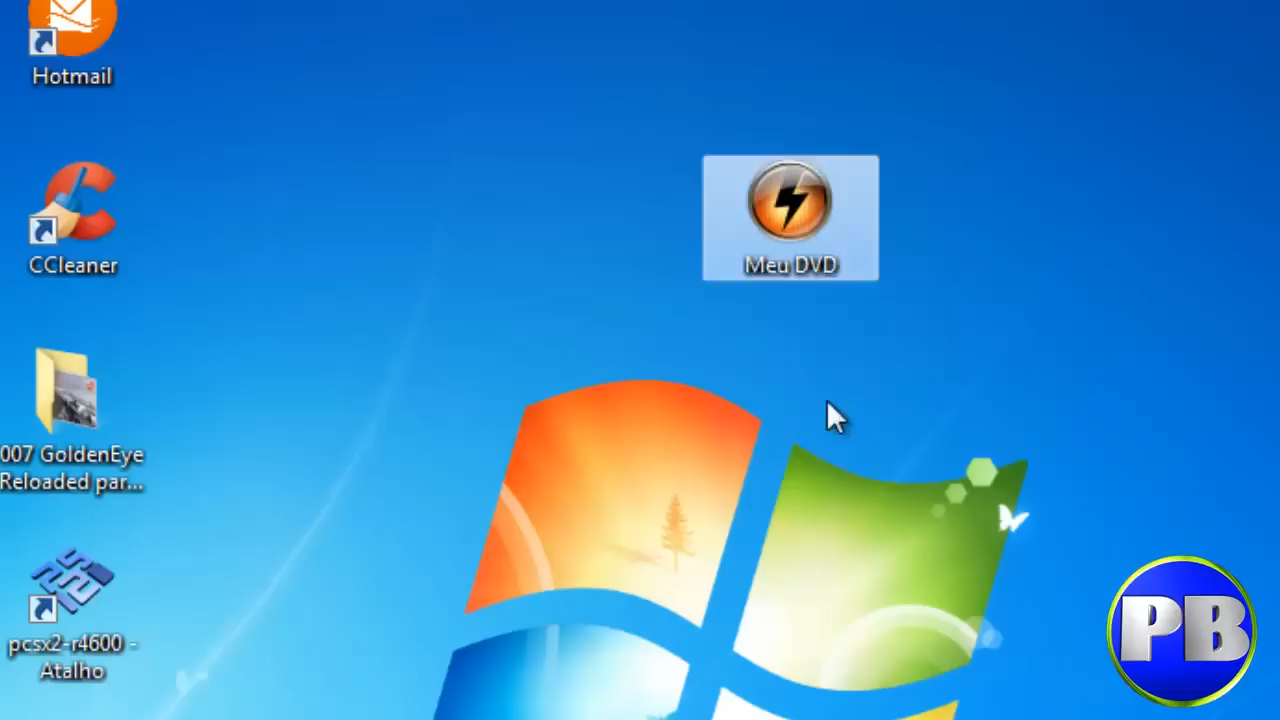 Hotmail
CCleaner
Meu DVD
007 GoldenEye
Reloaded par...
pcsx2-r4600 -
Atalho
PB